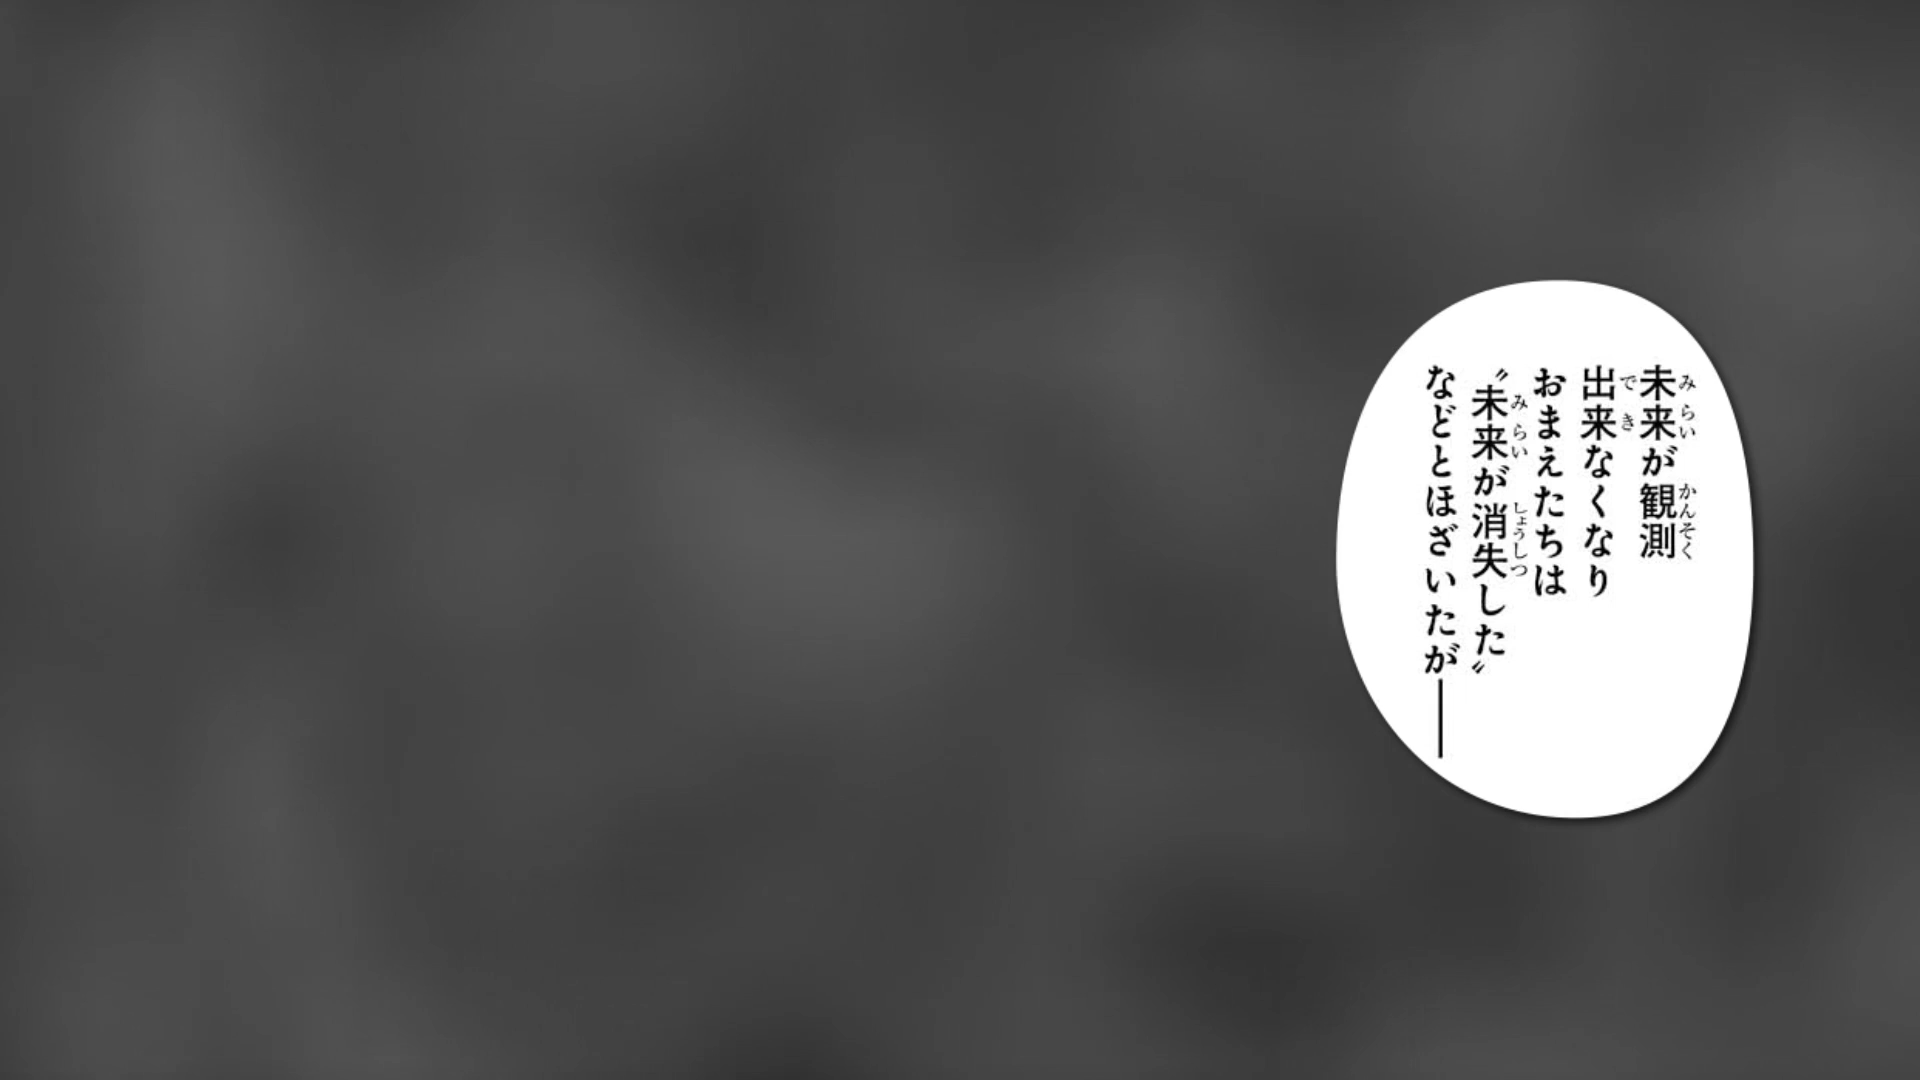 未来が観測
出来なくなり
おまえたちは
〝未来が消失した〟
などとほざいたが――